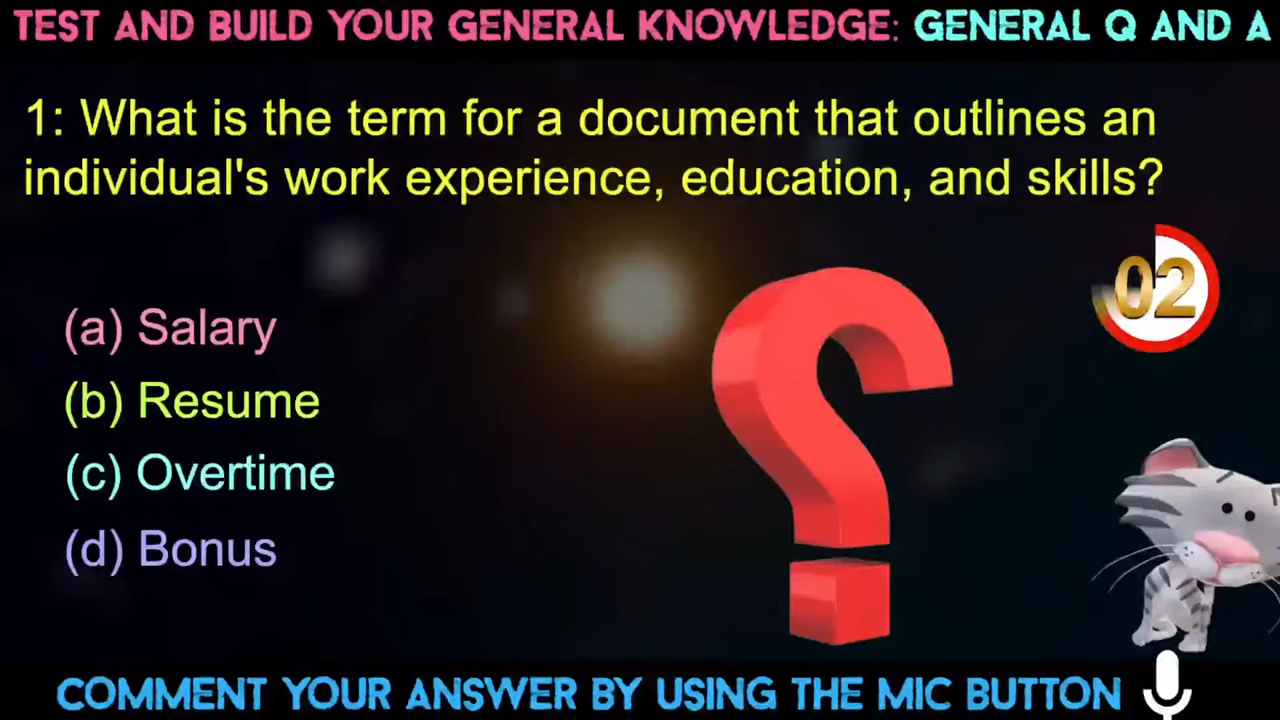 TEST AND BUILD YOUR GENERAL KNOWLEDGE: GENERAL Q AND A
1: What is the term for a document that outlines an
individual's work experience, education, and skills?
02
(a) Salary
(b) Resume
(c) Overtime
(d) Bonus
COMMENT YOUR ANSWER BY USING THE MIC BUTTON